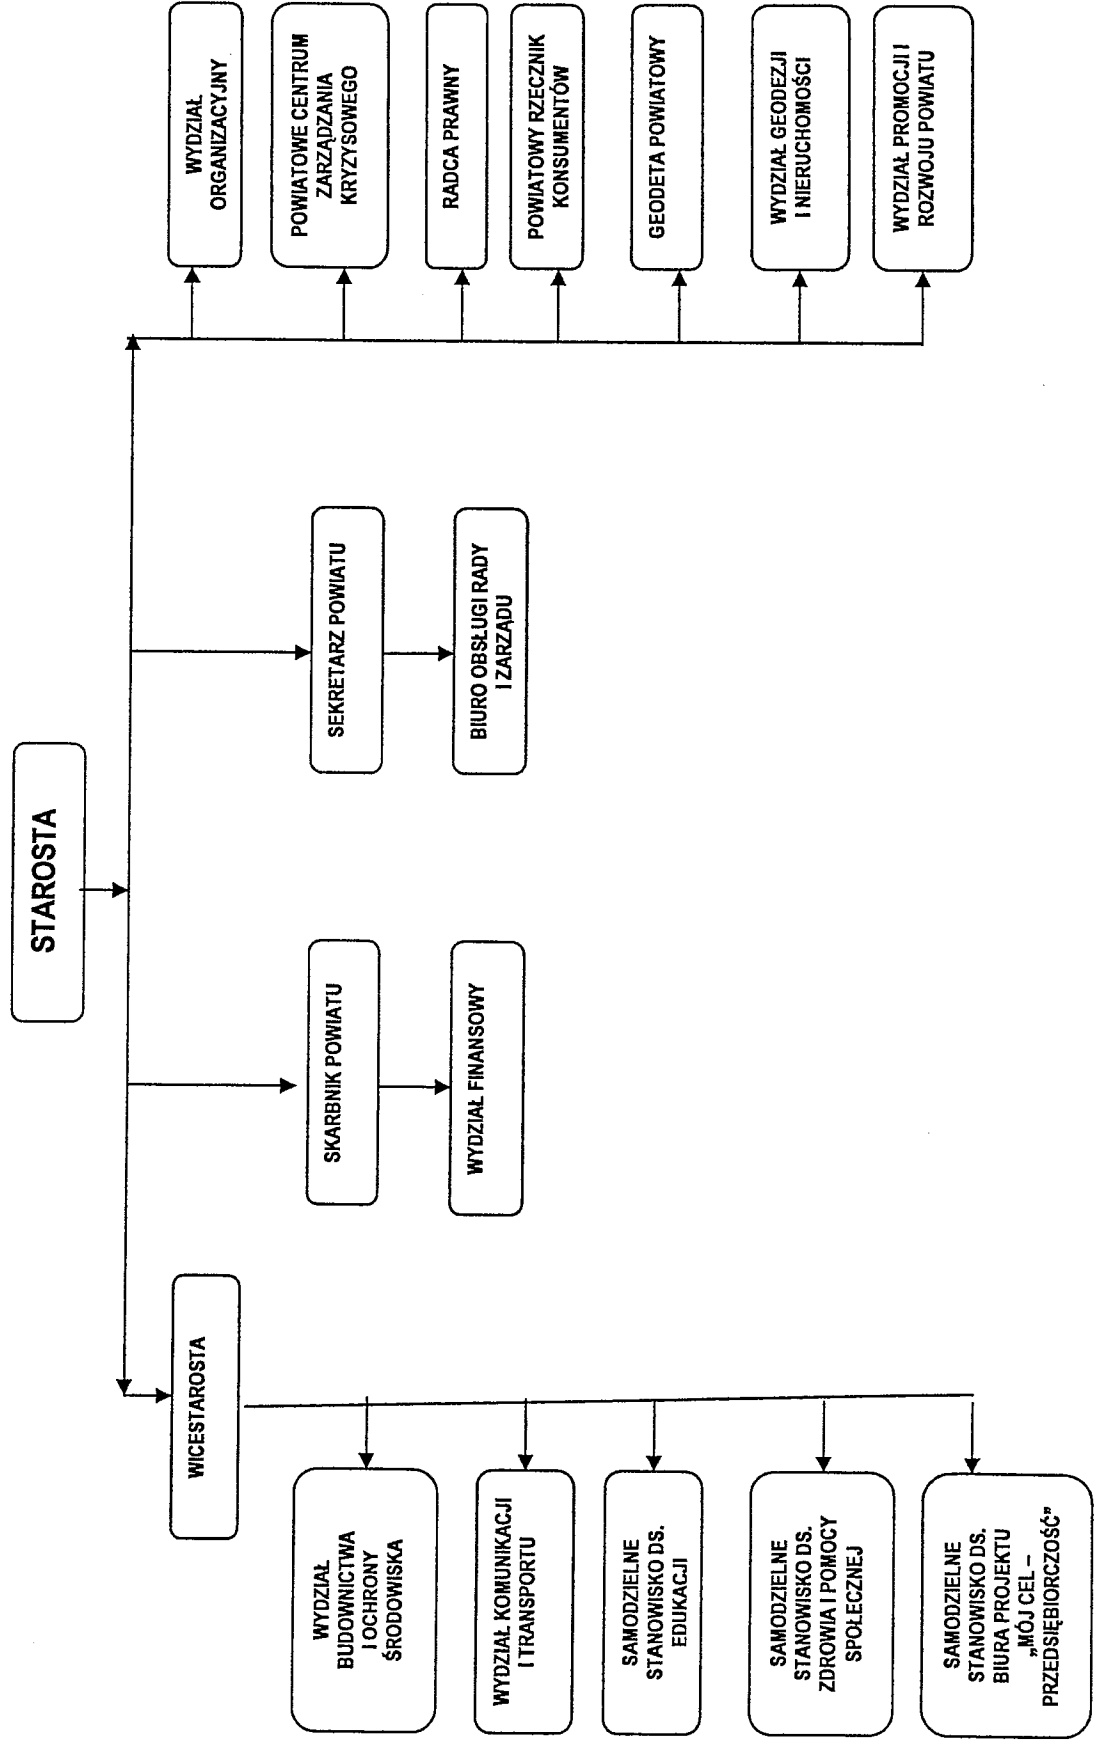 STAROSTA
WICESTAROSTA
WYDZIAŁ
BUDOWNICTWA
I OCHRONY
ŚRODOWISKA
WYDZIAŁ KOMUNIKACJI
I TRANSPORTU
SAMODZIELNE
STANOWISKO DS.
EDUKACJI
SAMODZIELNE
STANOWISKO DS.
ZDROWIA I POMOCY
SPOŁECZNEJ
SAMODZIELNE
STANOWISKO DS.
BIURA PROJEKTU
„MÓJ CEL –
PRZEDSIĘBIORCZOŚĆ”
SKARBNIK POWIATU
WYDZIAŁ FINANSOWY
SEKRETARZ POWIATU
BIURO OBSŁUGI RADY
I ZARZĄDU
WYDZIAŁ
ORGANIZACYJNY
POWIATOWE CENTRUM
ZARZĄDZANIA
KRYZYSOWEGO
RADCA PRAWNY
POWIATOWY RZECZNIK
KONSUMENTÓW
GEODETA POWIATOWY
WYDZIAŁ GEODEZJI
I NIERUCHOMOŚCI
WYDZIAŁ PROMOCJI I
ROZWOJU POWIATU